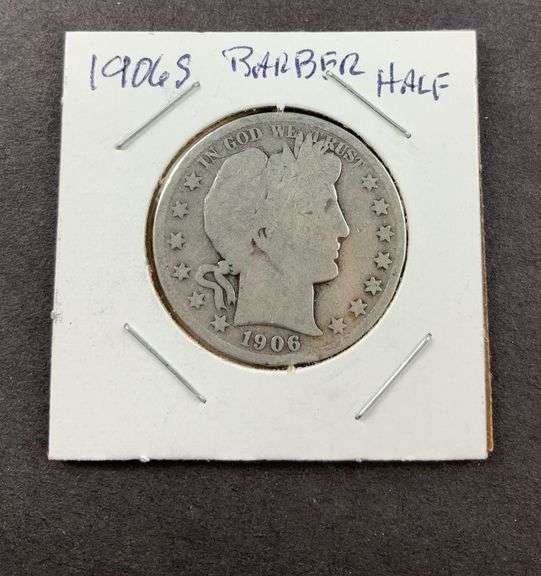 1906S BARBER HALF
IN GOD WE TRUST
1906